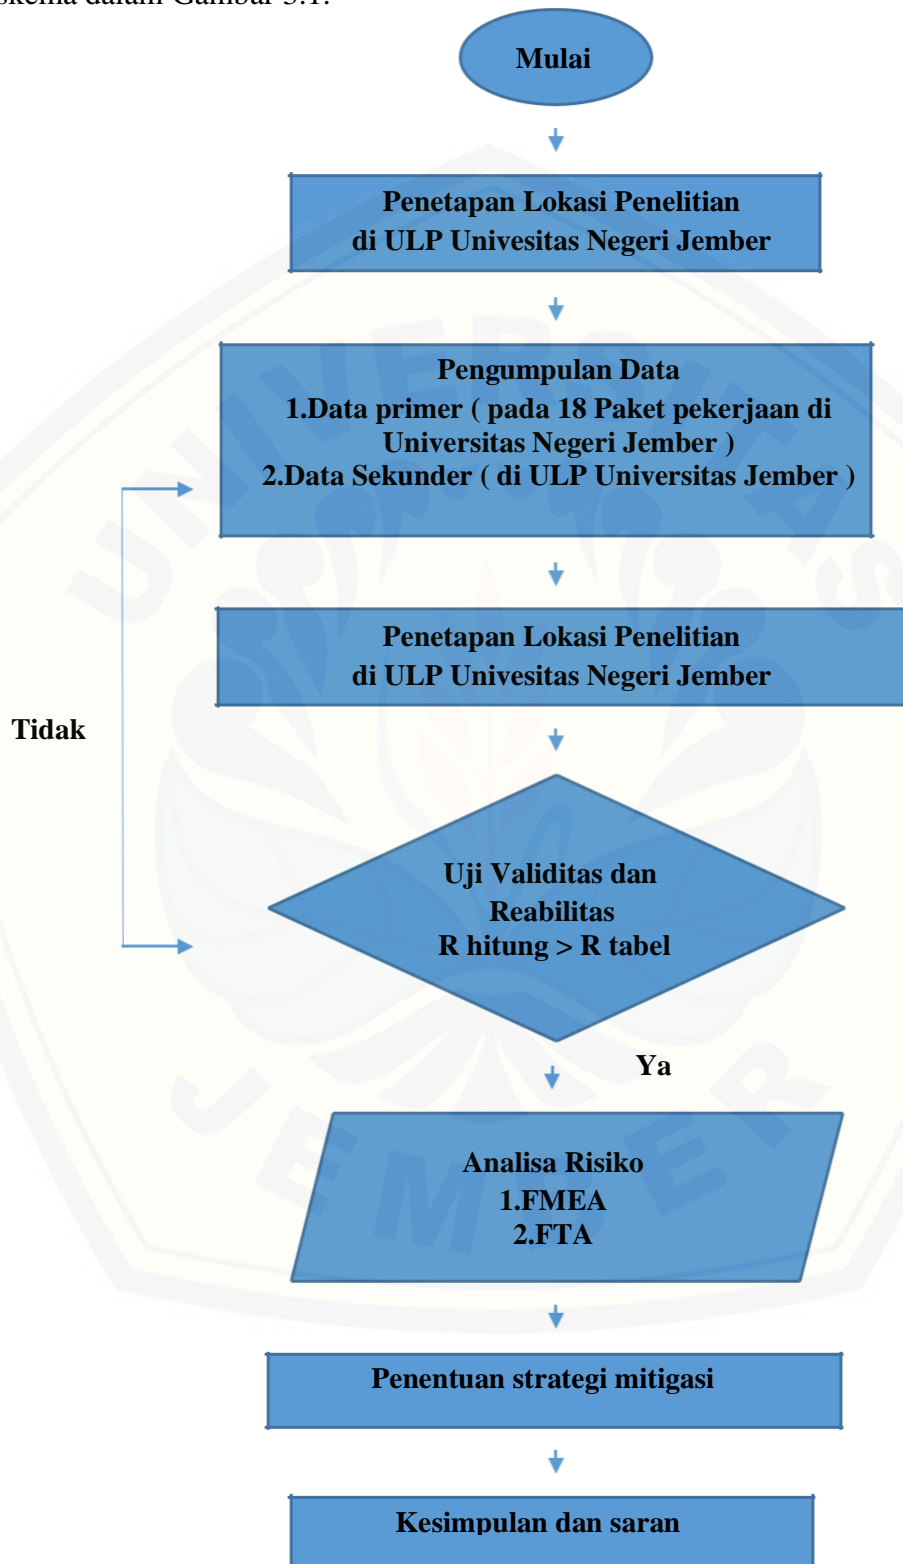 skema dalam Gambar 3.1.
Mulai
Penetapan Lokasi Penelitian
di ULP Univesitas Negeri Jember
Pengumpulan Data
1.Data primer ( pada 18 Paket pekerjaan di
Universitas Negeri Jember )
2.Data Sekunder ( di ULP Universitas Jember )
Penetapan Lokasi Penelitian
di ULP Univesitas Negeri Jember
Tidak
Uji Validitas dan
Reabilitas
R hitung > R tabel
Ya
Analisa Risiko
1.FMEA
2.FTA
Penentuan strategi mitigasi
Kesimpulan dan saran
UNIVERSITAS
JEMBER